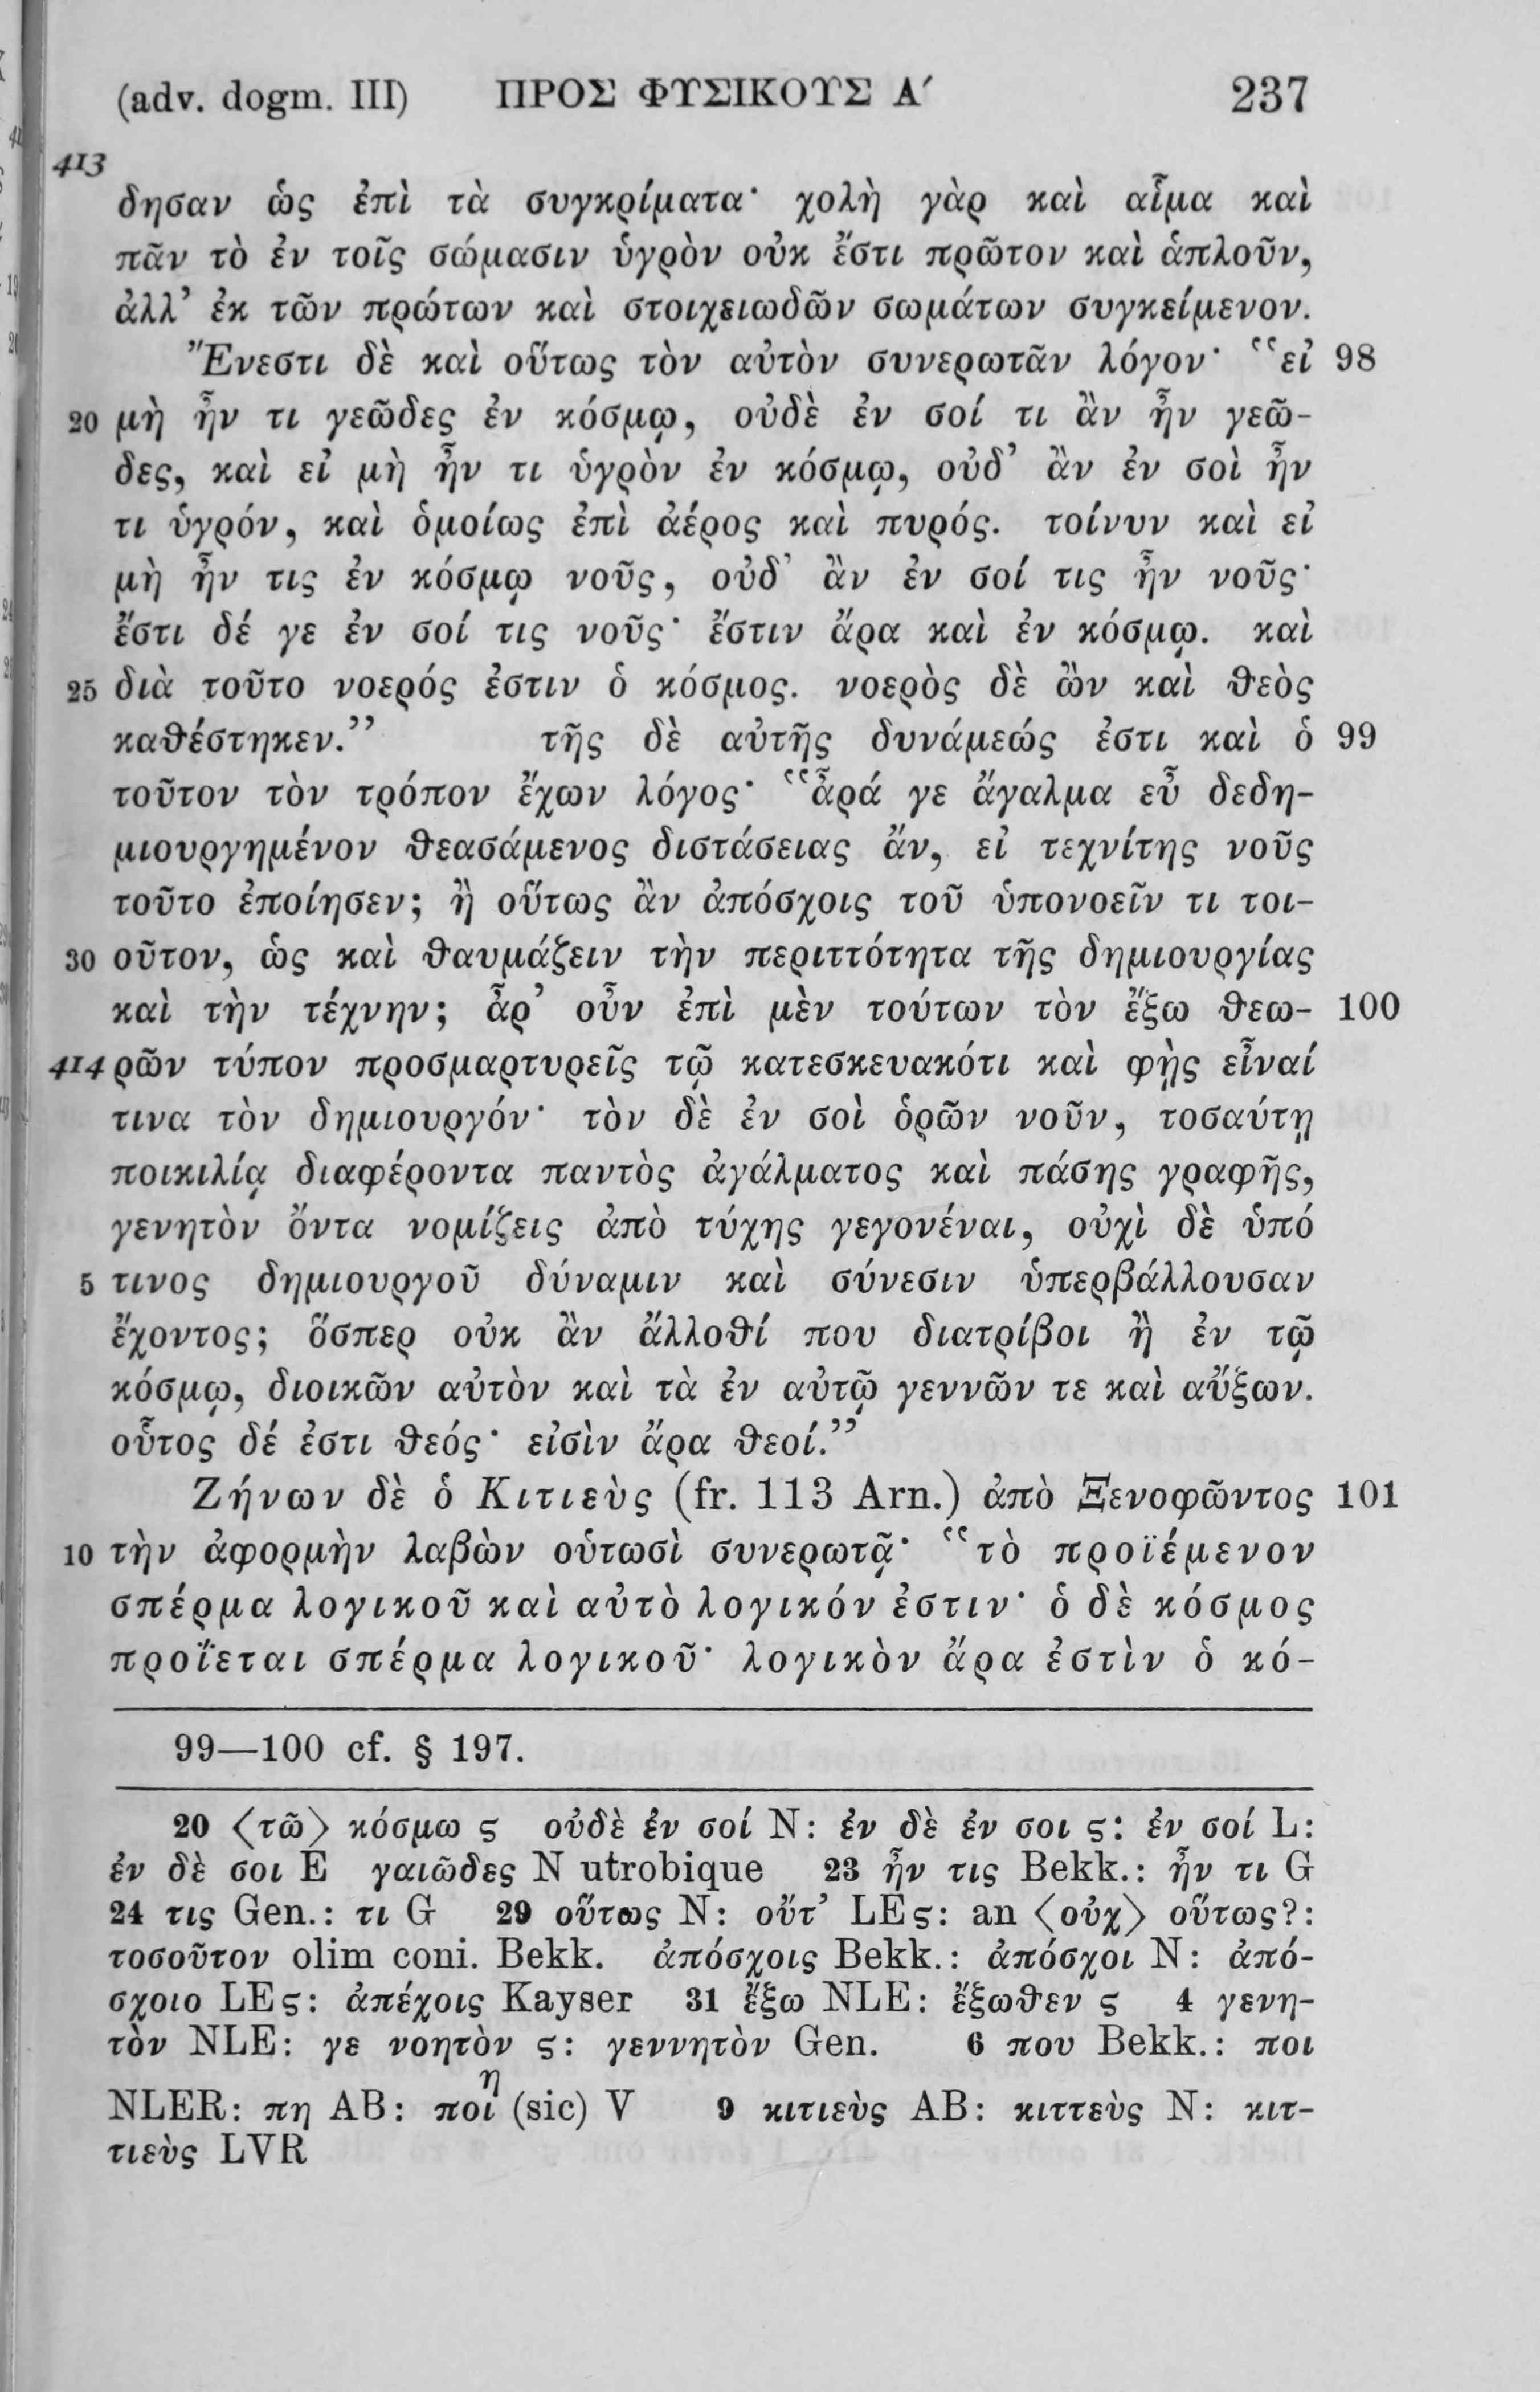 (adv. dogm. III) ΠΡΟΣ ΦΥΣΙΚΟΥΣ Α′ 237
413
δησαν ὡς ἐπὶ τὰ συγκρίματα· χολὴ γὰρ καὶ αἷμα καὶ
πᾶν τὸ ἐν τοῖς σώμασιν ὑγρὸν οὐκ ἔστι πρῶτον καὶ ἁπλοῦν,
ἀλλ’ ἐκ τῶν πρώτων καὶ στοιχειωδῶν σωμάτων συγκείμενον.
Ἔνεστι δὲ καὶ οὕτως τὸν αὐτὸν συνερωτᾶν λόγον· “εἰ 98
20 μὴ ἦν τι γεῶδες ἐν κόσμῳ, οὐδὲ ἐν σοί τι ἂν ἦν γεῶ-
δες, καὶ εἰ μὴ ἦν τι ὑγρὸν ἐν κόσμῳ, οὐδ’ ἂν ἐν σοὶ ἦν
τι ὑγρόν, καὶ ὁμοίως ἐπὶ ἀέρος καὶ πυρός. τοίνυν καὶ εἰ
μὴ ἦν τις ἐν κόσμῳ νοῦς, οὐδ’ ἂν ἐν σοί τις ἦν νοῦς·
ἔστι δέ γε ἐν σοί τις νοῦς· ἔστιν ἄρα καὶ ἐν κόσμῳ. καὶ
25 διὰ τοῦτο νοερός ἐστιν ὁ κόσμος. νοερὸς δὲ ὢν καὶ θεὸς
καθέστηκεν.” τῆς δὲ αὐτῆς δυνάμεώς ἐστι καὶ ὁ 99
τοῦτον τὸν τρόπον ἔχων λόγος· “ἆρά γε ἄγαλμα εὖ δεδη-
μιουργημένον θεασάμενος διστάσειας ἄν, εἰ τεχνίτης νοῦς
τοῦτο ἐποίησεν; ἢ οὕτως ἂν ἀπόσχοις τοῦ ὑπονοεῖν τι τοι-
30 οῦτον, ὡς καὶ θαυμάζειν τὴν περιττότητα τῆς δημιουργίας
καὶ τὴν τέχνην; ἆρ’ οὖν ἐπὶ μὲν τούτων τὸν ἔξω θεω- 100
414 ρῶν τύπον προσμαρτυρεῖς τῷ κατεσκευακότι καὶ φῂς εἶναί
τινα τὸν δημιουργόν· τὸν δὲ ἐν σοὶ ὁρῶν νοῦν, τοσαύτῃ
ποικιλίᾳ διαφέροντα παντὸς ἀγάλματος καὶ πάσης γραφῆς,
γενητὸν ὄντα νομίζεις ἀπὸ τύχης γεγονέναι, οὐχὶ δὲ ὑπό
5 τινος δημιουργοῦ δύναμιν καὶ σύνεσιν ὑπερβάλλουσαν
ἔχοντος; ὅσπερ οὐκ ἂν ἄλλοθί που διατρίβοι ἢ ἐν τῷ
κόσμῳ, διοικῶν αὐτὸν καὶ τὰ ἐν αὐτῷ γεννῶν τε καὶ αὔξων.
οὗτος δέ ἐστι θεός· εἰσὶν ἄρα θεοί.”
Ζήνων δὲ ὁ Κιτιεὺς (fr. 113 Arn.) ἀπὸ Ξενοφῶντος 101
10 τὴν ἀφορμὴν λαβὼν οὑτωσὶ συνερωτᾷ· “τὸ προϊέμενον
σπέρμα λογικοῦ καὶ αὐτὸ λογικόν ἐστιν· ὁ δὲ κόσμος
προΐεται σπέρμα λογικοῦ· λογικὸν ἄρα ἐστὶν ὁ κό-
99—100 cf. § 197.
20 ⟨τῶ⟩ κόσμω ς οὐδὲ ἐν σοί N: ἐν δὲ ἐν σοι ς: ἐν σοί L:
ἐν δὲ σοι E γαιῶδες N utrobique 23 ἦν τις Bekk.: ἦν τι G
24 τις Gen.: τι G 29 οὕτως N: οὔτ’ LEς: an ⟨οὐχ⟩ οὕτως?:
τοσοῦτον olim coni. Bekk. ἀπόσχοις Bekk.: ἀπόσχοι N: ἀπό-
σχοιο LEς: ἀπέχοις Kayser 31 ἔξω NLE: ἔξωθεν ς 4 γενη-
τὸν NLE: γε νοητὸν ς: γεννητὸν Gen. 6 που Bekk.: ποι
NLER: πη AB: ποιη (sic) V 9 κιτιεὺς AB: κιττεὺς N: κιτ-
τιεὺς LVR